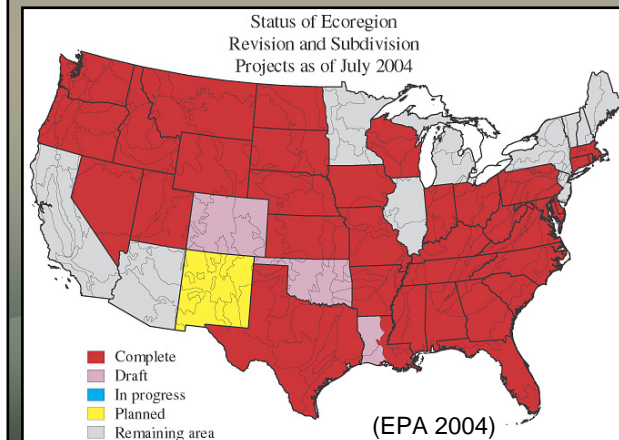 Status of Ecoregion
Revision and Subdivision
Projects as of July 2004
Complete
Draft
In progress
Planned
Remaining area
(EPA 2004)